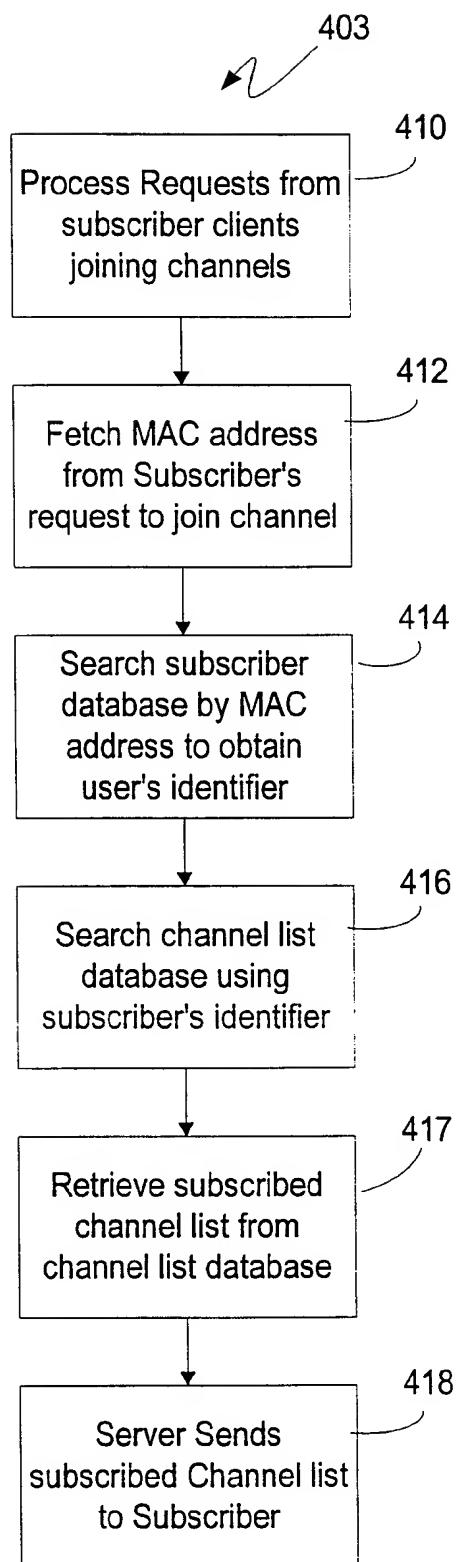 403
410
Process Requests from
subscriber clients
joining channels
412
Fetch MAC address
from Subscriber's
request to join channel
414
Search subscriber
database by MAC
address to obtain
user's identifier
416
Search channel list
database using
subscriber's identifier
417
Retrieve subscribed
channel list from
channel list database
418
Server Sends
subscribed Channel list
to Subscriber